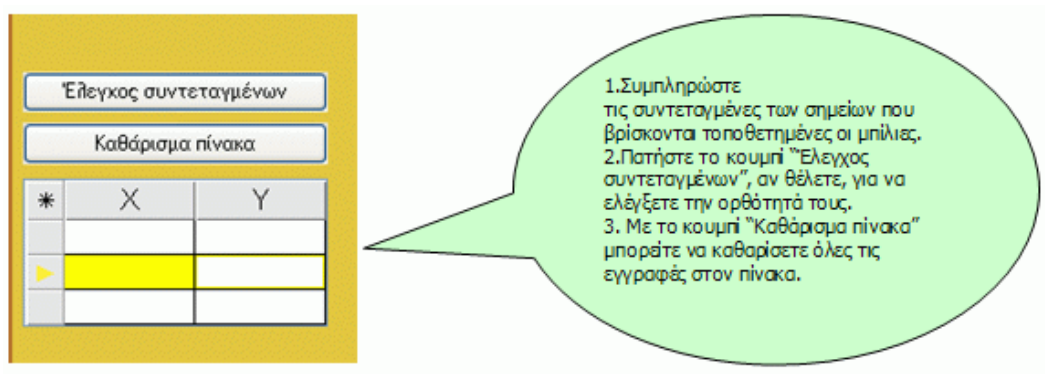 Έλεγχος συντεταγμένων
Καθάρισμα πίνακα
* X Y
1.Συμπληρώστε
τις συντεταγμένες των σημείων που
βρίσκονται τοποθετημένες οι μπίλιες.
2.Πατήστε το κουμπί "Έλεγχος
συντεταγμένων", αν θέλετε, για να
ελέγξετε την ορθότητά τους.
3. Με το κουμπί "Καθάρισμα πίνακα"
μπορείτε να καθαρίσετε όλες τις
εγγραφές στον πίνακα.